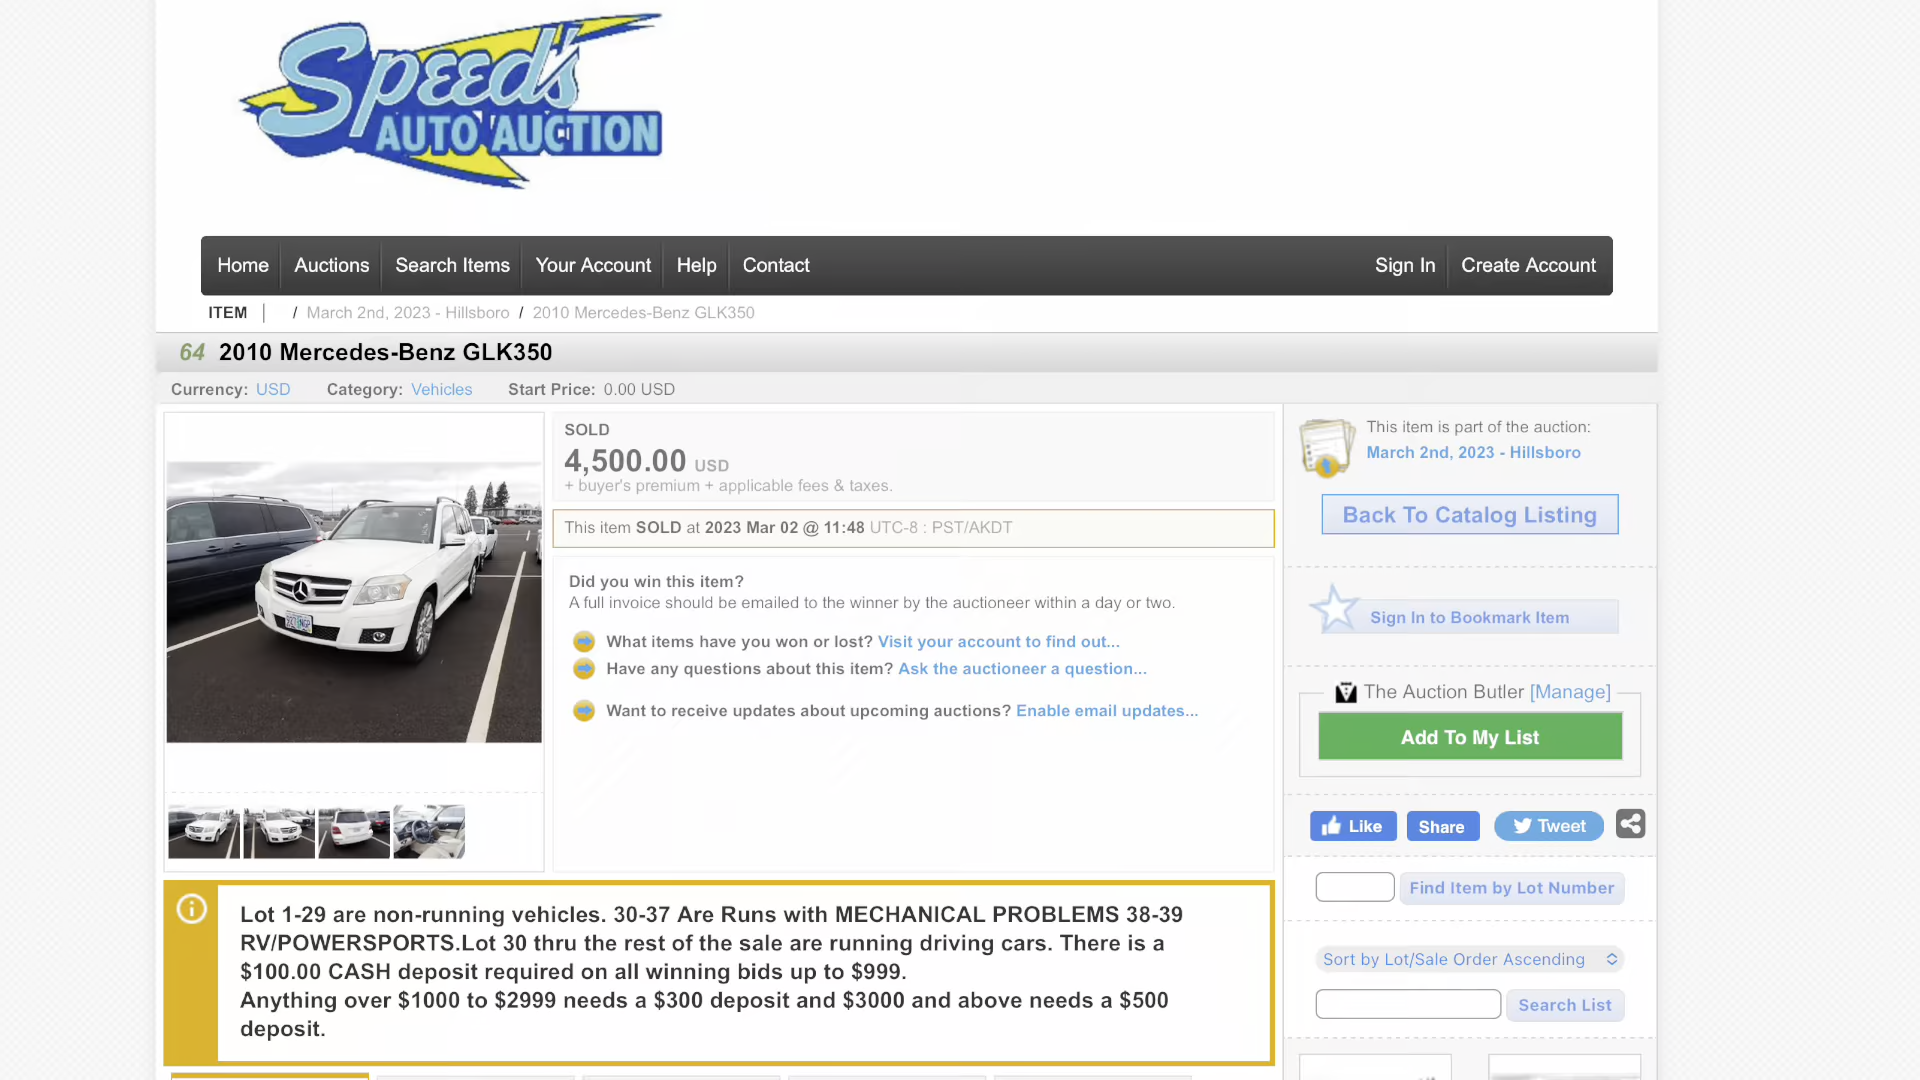 Speed's
AUTO AUCTION
Home
Auctions
Search Items
Your Account
Help
Contact
Sign In
Create Account
ITEM
/ March 2nd, 2023 - Hillsboro / 2010 Mercedes-Benz GLK350
64 2010 Mercedes-Benz GLK350
Currency: USD
Category: Vehicles
Start Price: 0.00 USD
SOLD
4,500.00 USD
+ buyer's premium + applicable fees & taxes.
This item SOLD at 2023 Mar 02 @ 11:48 UTC-8 : PST/AKDT
Did you win this item?
A full invoice should be emailed to the winner by the auctioneer within a day or two.
What items have you won or lost? Visit your account to find out...
Have any questions about this item? Ask the auctioneer a question...
Want to receive updates about upcoming auctions? Enable email updates...
Lot 1-29 are non-running vehicles. 30-37 Are Runs with MECHANICAL PROBLEMS 38-39
RV/POWERSPORTS.Lot 30 thru the rest of the sale are running driving cars. There is a
$100.00 CASH deposit required on all winning bids up to $999.
Anything over $1000 to $2999 needs a $300 deposit and $3000 and above needs a $500
deposit.
This item is part of the auction:
March 2nd, 2023 - Hillsboro
Back To Catalog Listing
Sign In to Bookmark Item
The Auction Butler [Manage]
Add To My List
Like
Share
Tweet
Find Item by Lot Number
Sort by Lot/Sale Order Ascending
Search List